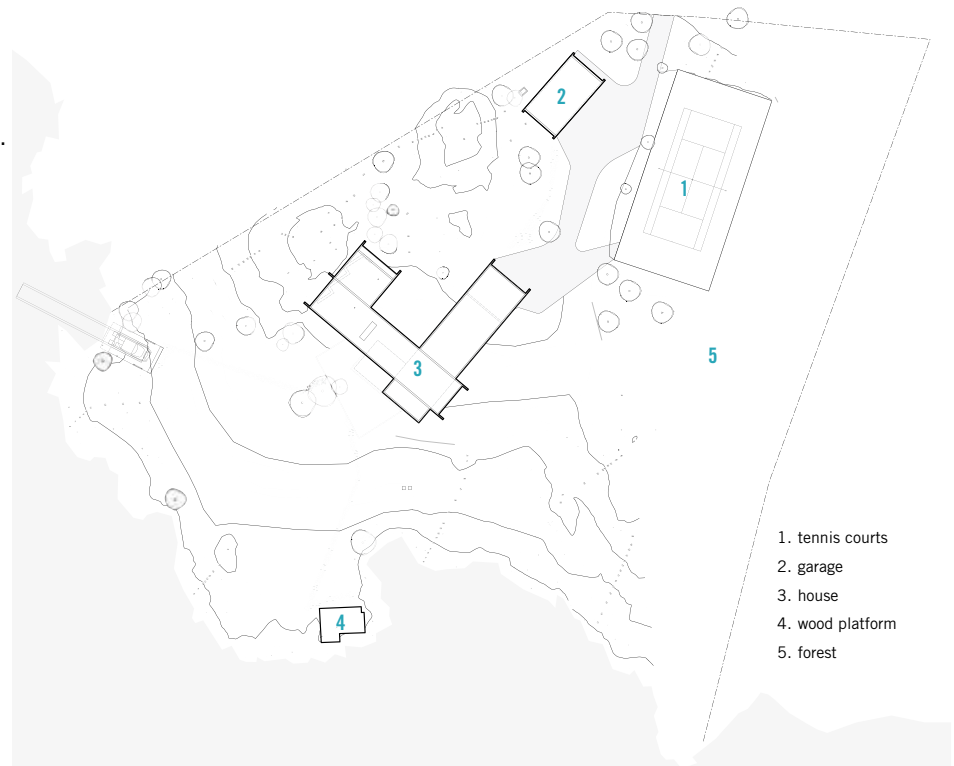 2
1
3
5
4
1. tennis courts
2. garage
3. house
4. wood platform
5. forest